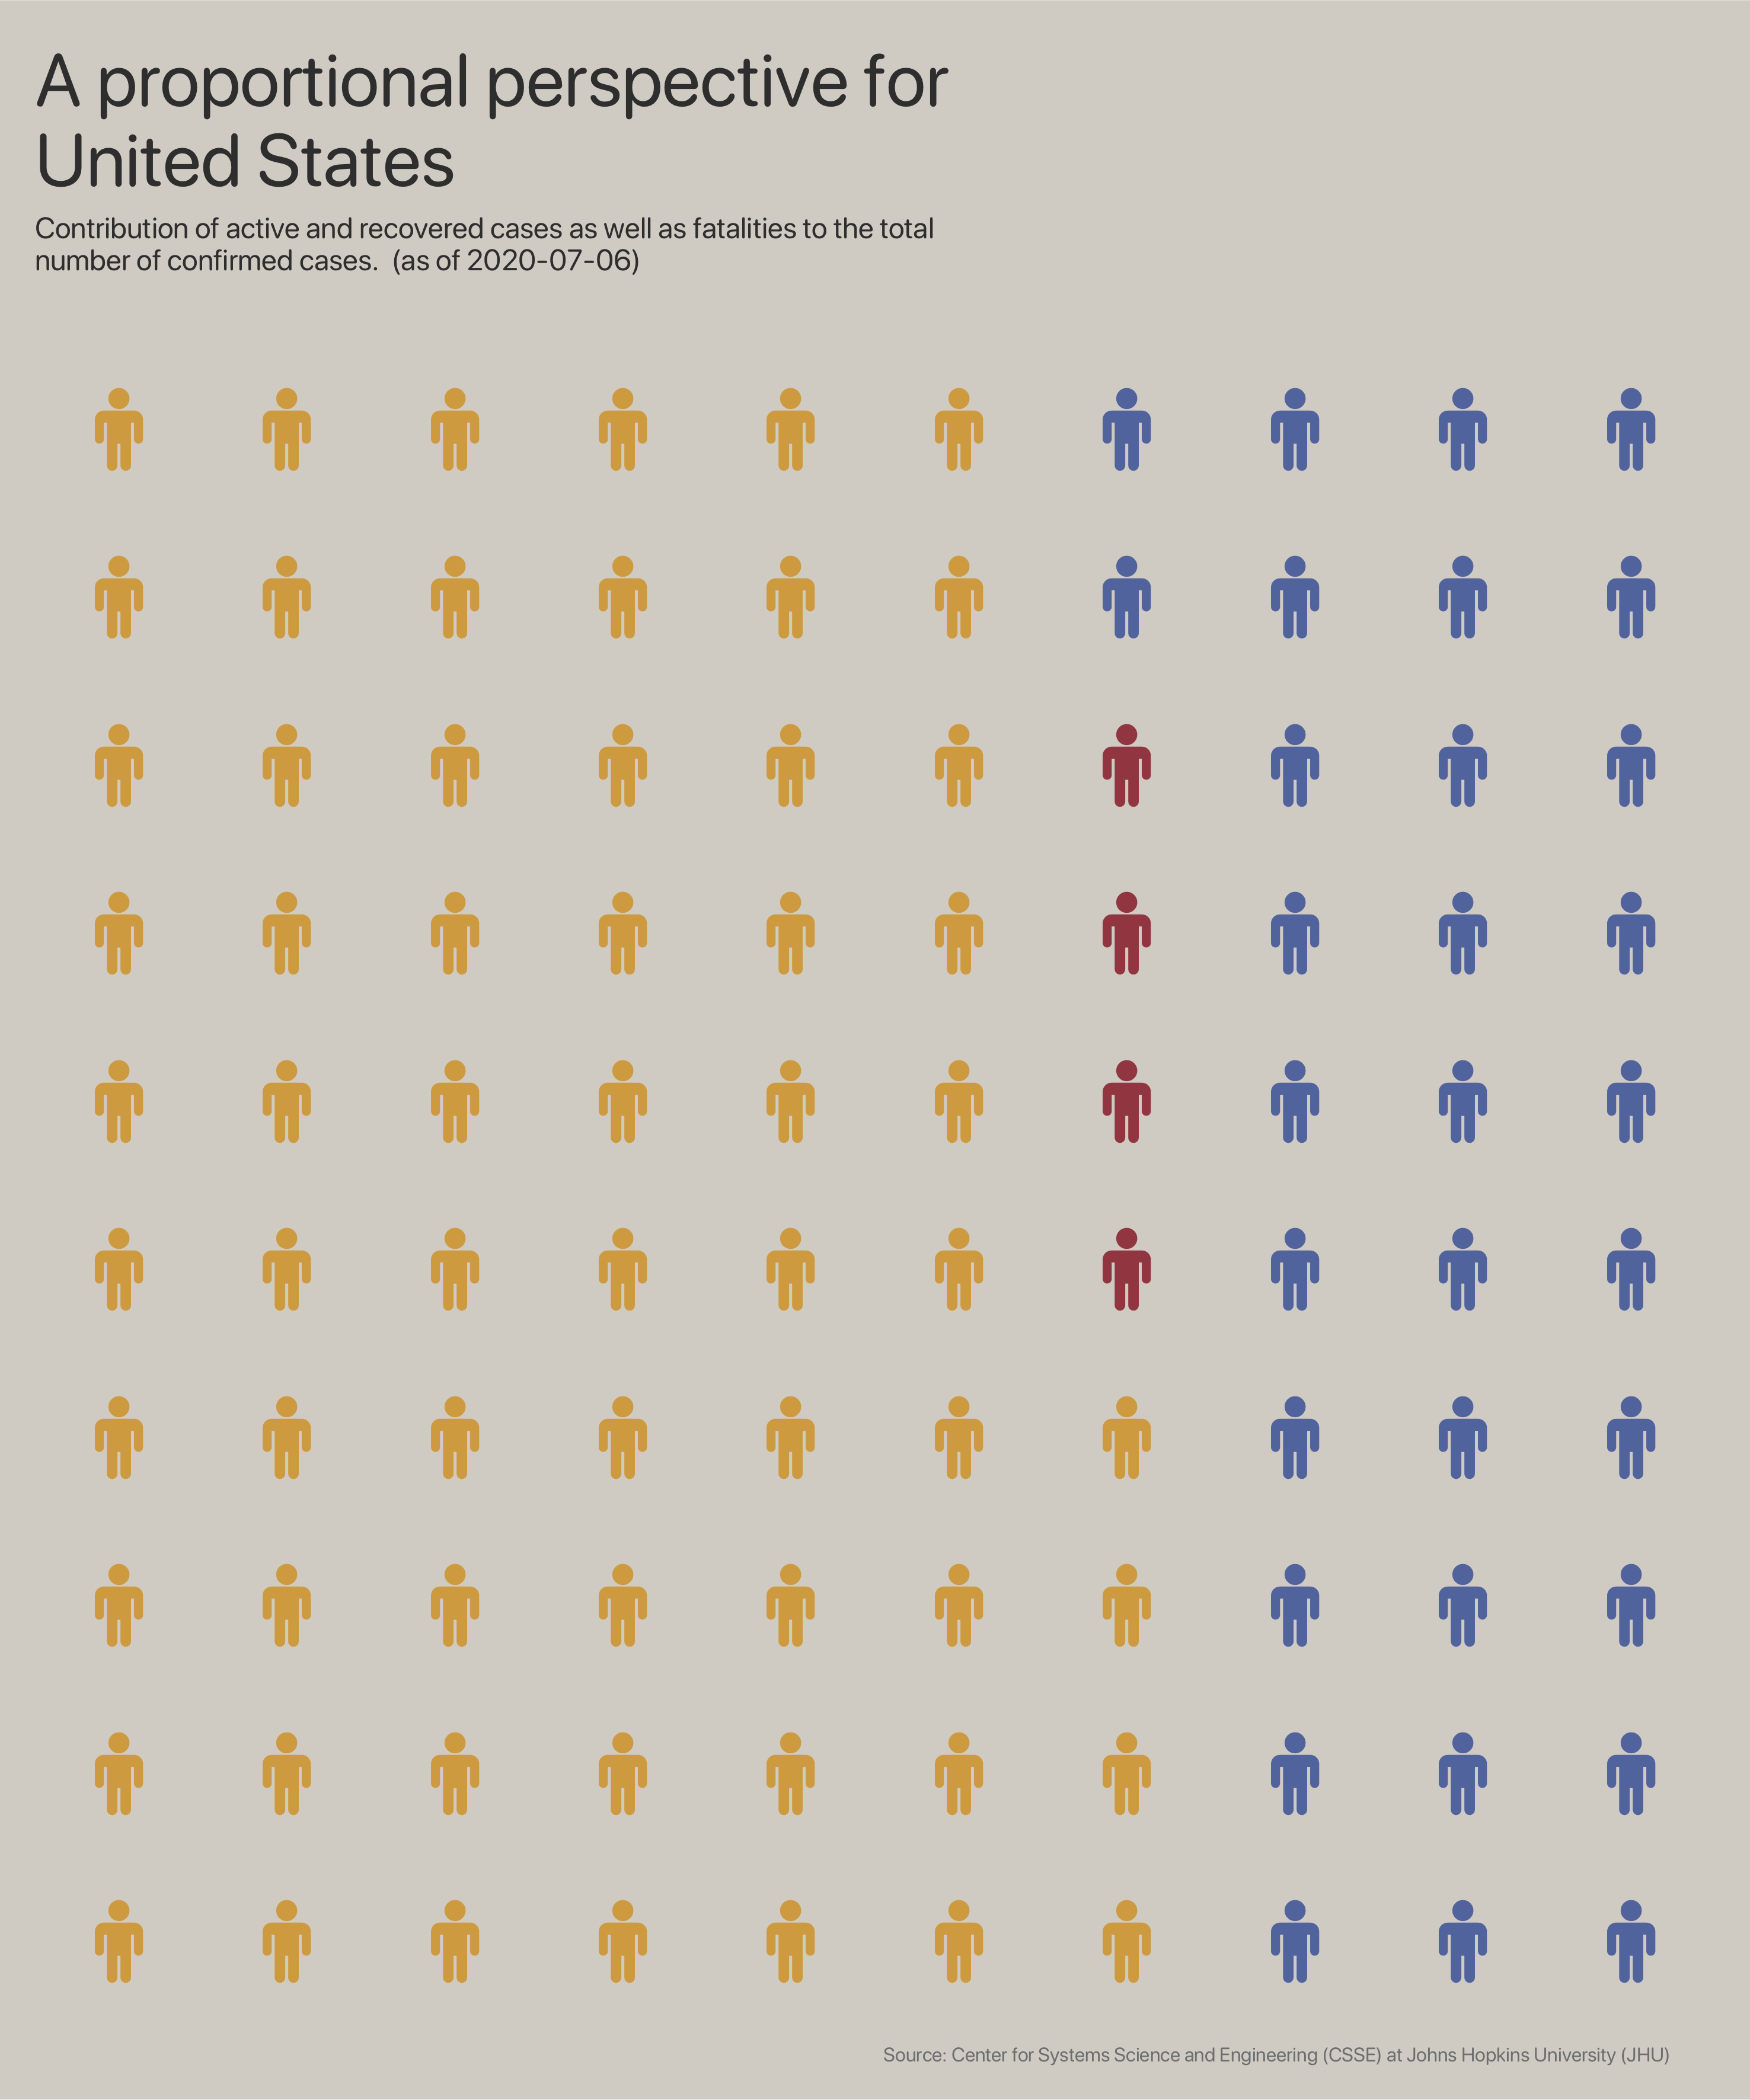 A proportional perspective for
United States
Contribution of active and recovered cases as well as fatalities to the total
number of confirmed cases.  (as of 2020-07-06)
Source: Center for Systems Science and Engineering (CSSE) at Johns Hopkins University (JHU)